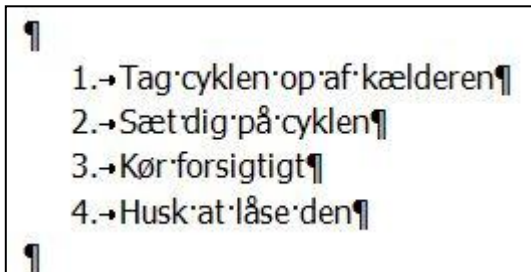 ¶
1.→Tag·cyklen·op·af·kælderen¶
2.→Sæt·dig·på·cyklen¶
3.→Kør·forsigtigt¶
4.→Husk·at·låse·den¶
¶